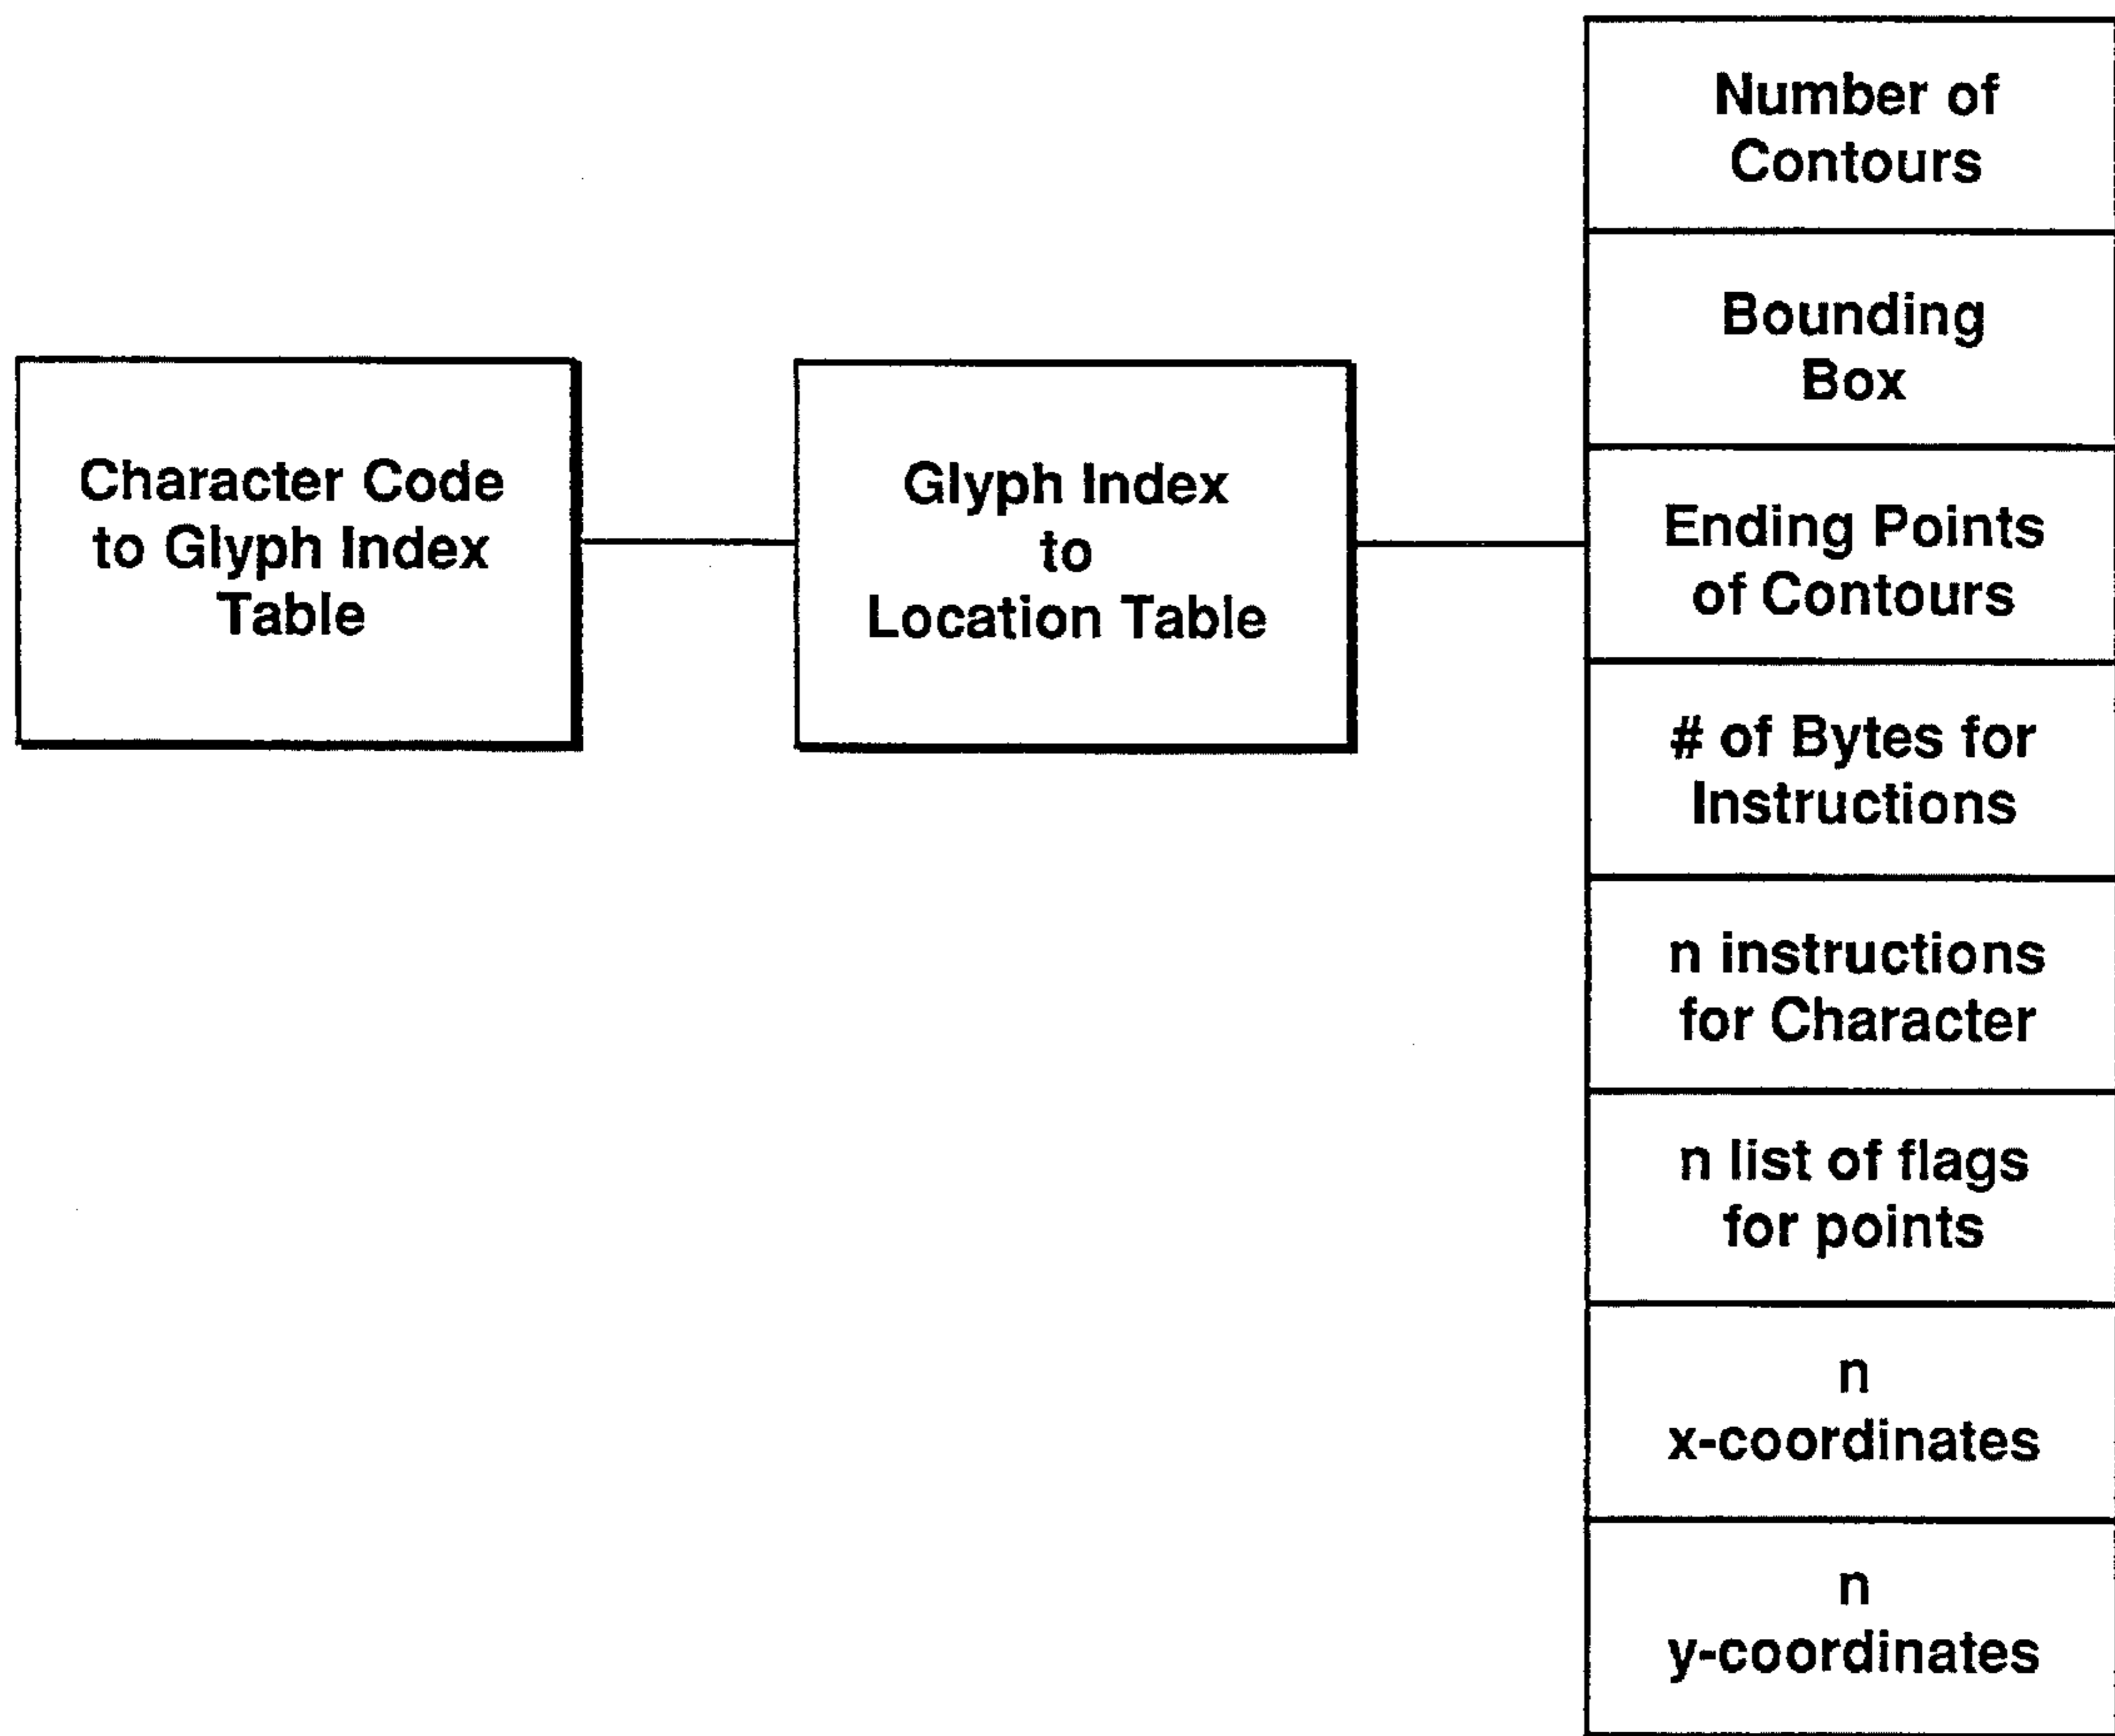 Character Code
to Glyph Index
Table
Glyph Index
to
Location Table
Number of
Contours
Bounding
Box
Ending Points
of Contours
# of Bytes for
Instructions
n instructions
for Character
n list of flags
for points
n
x-coordinates
n
y-coordinates